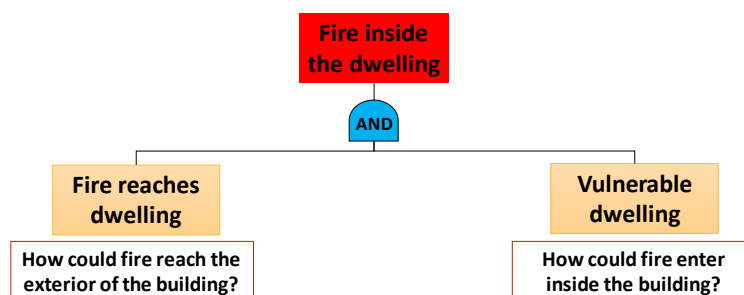 Fire inside
the dwelling
AND
Fire reaches
dwelling
Vulnerable
dwelling
How could fire reach the
exterior of the building?
How could fire enter
inside the building?